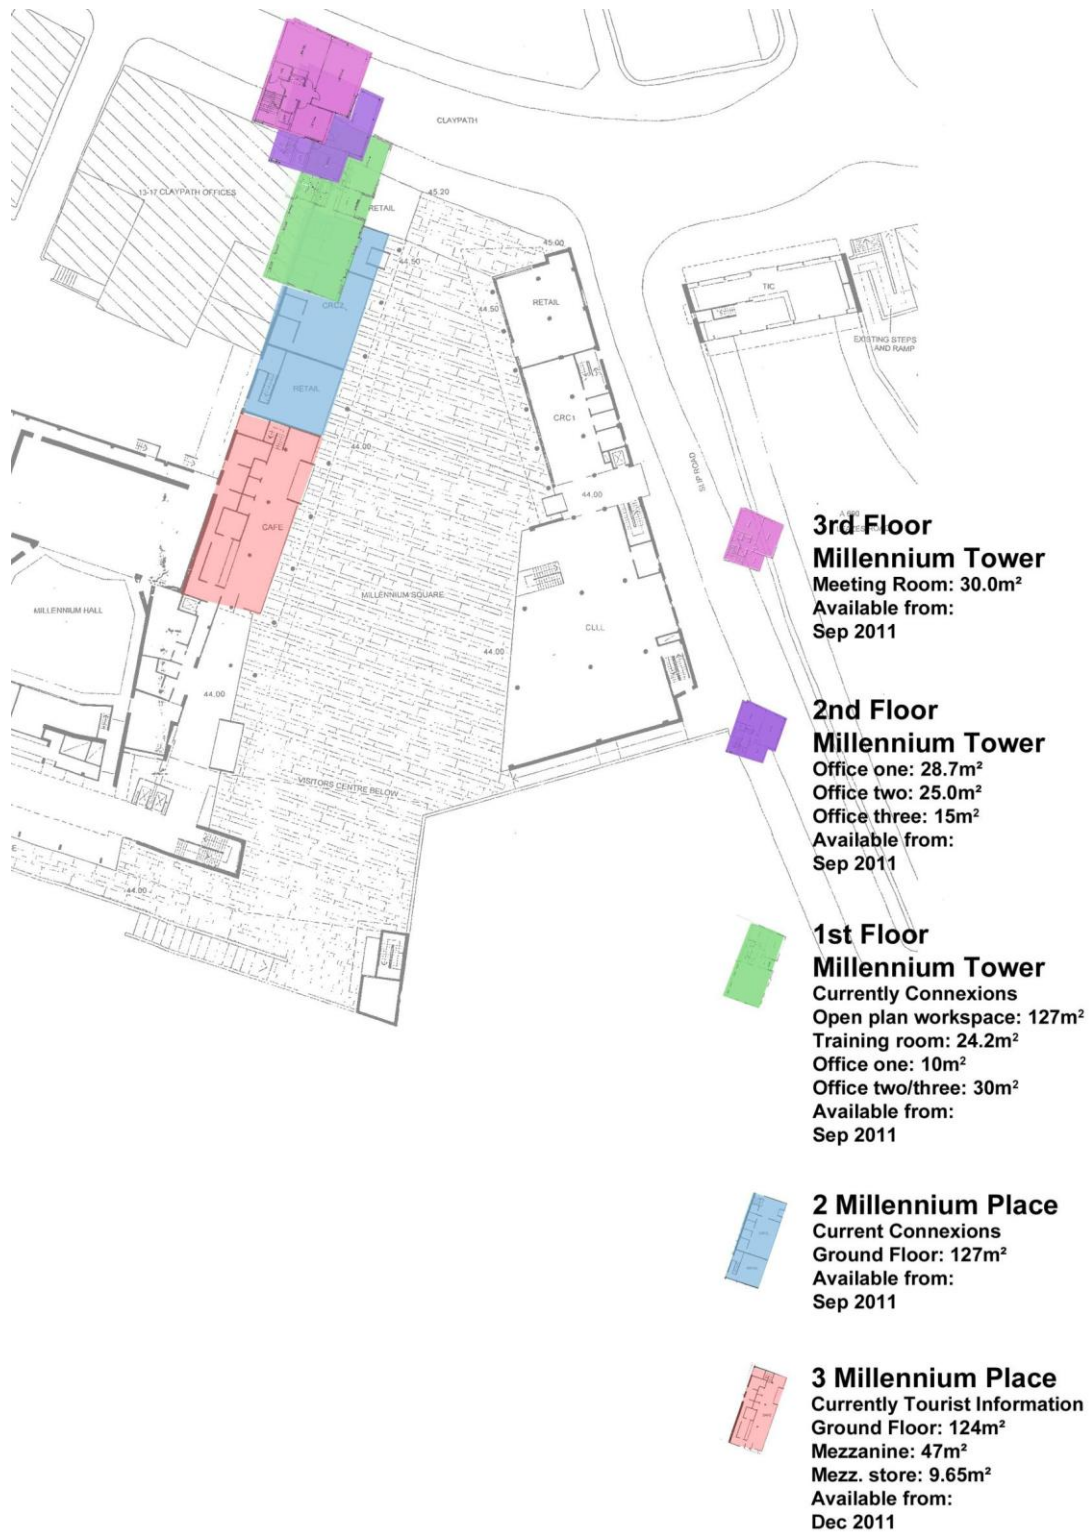 CLAYPATH
13-17 CLAYPATH OFFICES
45.20
RETAIL
45.00
44.50
TIC
CRC2
44.50
RETAIL
EXISTING STEPS
AND RAMP
RETAIL
44.00
CRC1
SLIP ROAD
44.00
CAFE
MILLENNIUM SQUARE
MILLENNIUM HALL
44.00
44.00
VISITORS CENTRE BELOW
44.00
3rd Floor
Millennium Tower
Meeting Room: 30.0m²
Available from:
Sep 2011
2nd Floor
Millennium Tower
Office one: 28.7m²
Office two: 25.0m²
Office three: 15m²
Available from:
Sep 2011
1st Floor
Millennium Tower
Currently Connexions
Open plan workspace: 127m²
Training room: 24.2m²
Office one: 10m²
Office two/three: 30m²
Available from:
Sep 2011
2 Millennium Place
Current Connexions
Ground Floor: 127m²
Available from:
Sep 2011
3 Millennium Place
Currently Tourist Information
Ground Floor: 124m²
Mezzanine: 47m²
Mezz. store: 9.65m²
Available from:
Dec 2011